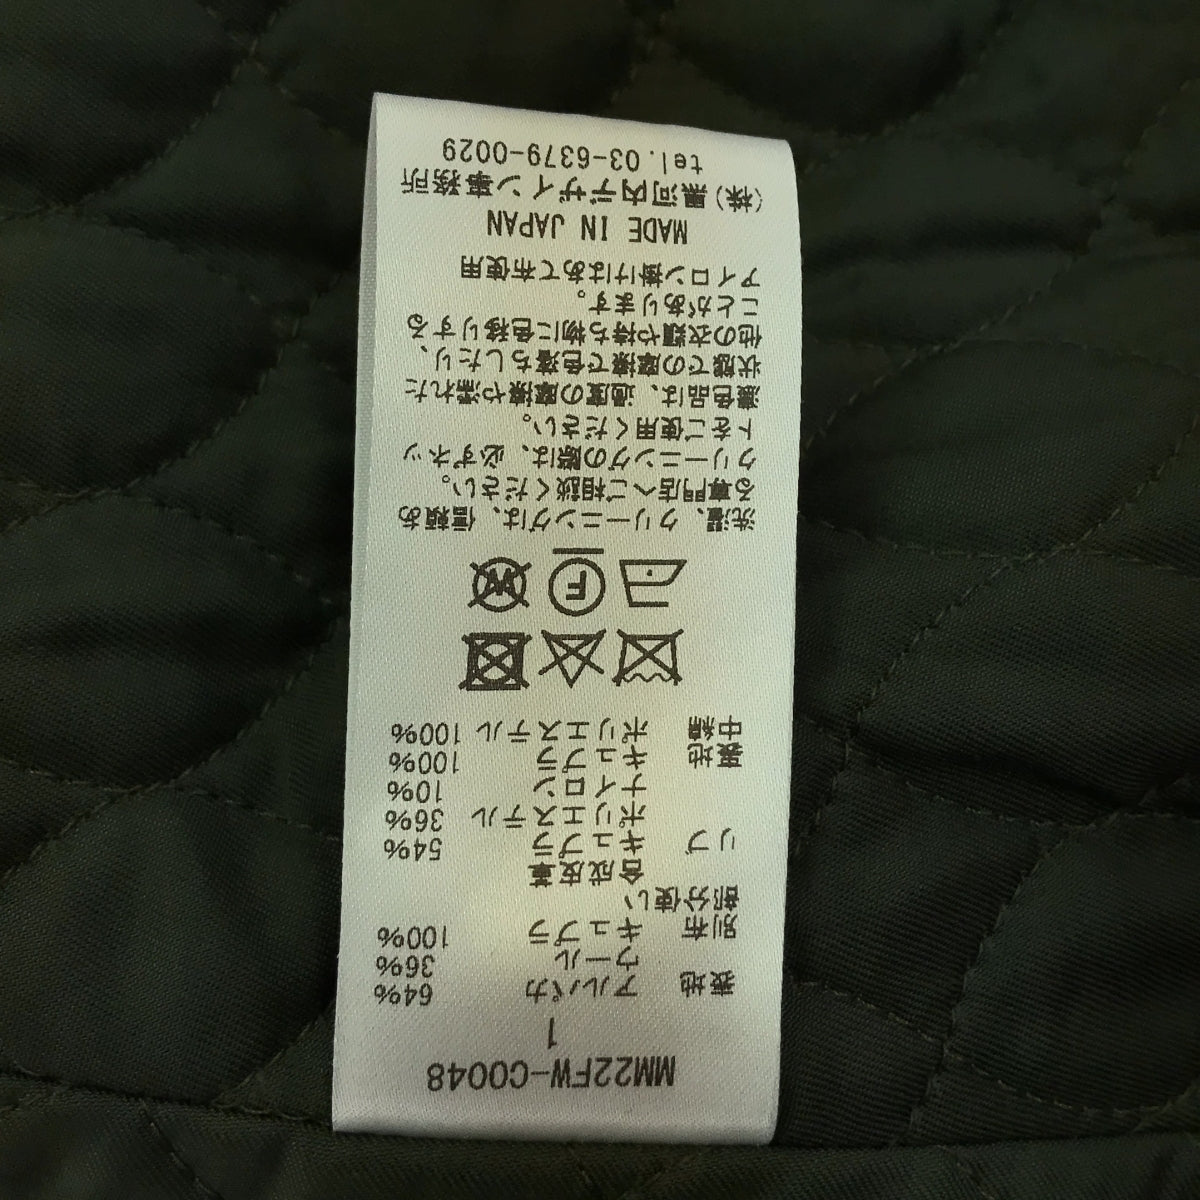 MM22FW-CO048
1
表地 アルパカ 64%
ウール 36%
別布 キュプラ 100%
部分使い
合成皮革
リブ キュプラ 54%
ポリエステル 36%
ナイロン 10%
裏地 キュプラ 100%
中綿 ポリエステル 100%
F
W
洗濯、クリーニングは、信頼あ
る専門店へご相談ください。
クリーニングの際は、必ずネッ
トをご使用ください。
濃色品は、過度の摩擦や濡れた
状態での摩擦で色落ちしたり、
他の衣類や持ち物に色移りする
ことがあります。
アイロン掛けはあて布使用
MADE IN JAPAN
(株)黒河内デザイン事務所
tel.03-6379-0029